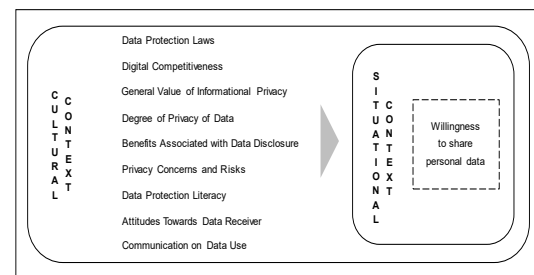 CULTURAL
CONTEXT
Data Protection Laws
Digital Competitiveness
General Value of Informational Privacy
Degree of Privacy of Data
Benefits Associated with Data Disclosure
Privacy Concerns and Risks
Data Protection Literacy
Attitudes Towards Data Receiver
Communication on Data Use
SITUATIONAL
CONTEXT
Willingness
to share
personal data